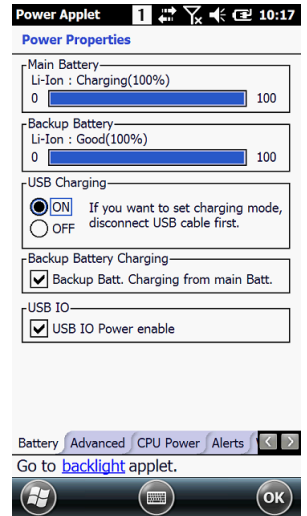 Power Applet 1 10:17
Power Properties
Main Battery
Li-Ion : Charging(100%)
0 100
Backup Battery
Li-Ion : Good(100%)
0 100
USB Charging
ON If you want to set charging mode,
OFF disconnect USB cable first.
Backup Battery Charging
Backup Batt. Charging from main Batt.
USB IO
USB IO Power enable
Battery Advanced CPU Power Alerts
Go to backlight applet.
OK